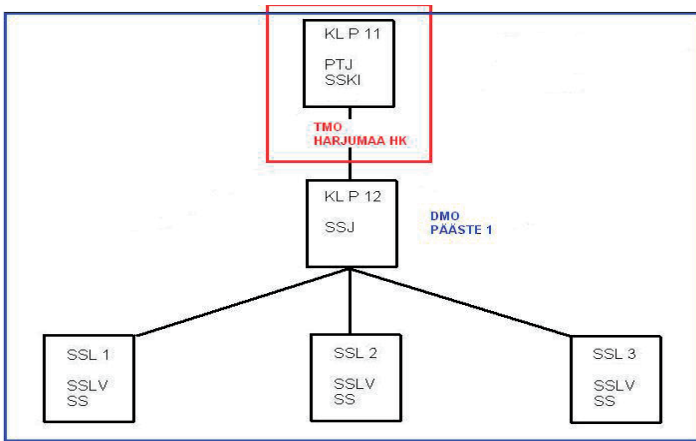 KL P 11
PTJ
SSKI
TMO
HARJUMAA HK
KL P 12
SSJ
DMO
PÄÄSTE 1
SSL 1
SSLV
SS
SSL 2
SSLV
SS
SSL 3
SSLV
SS